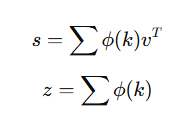 s = ∑ ϕ(k)v^T
z = ∑ ϕ(k)